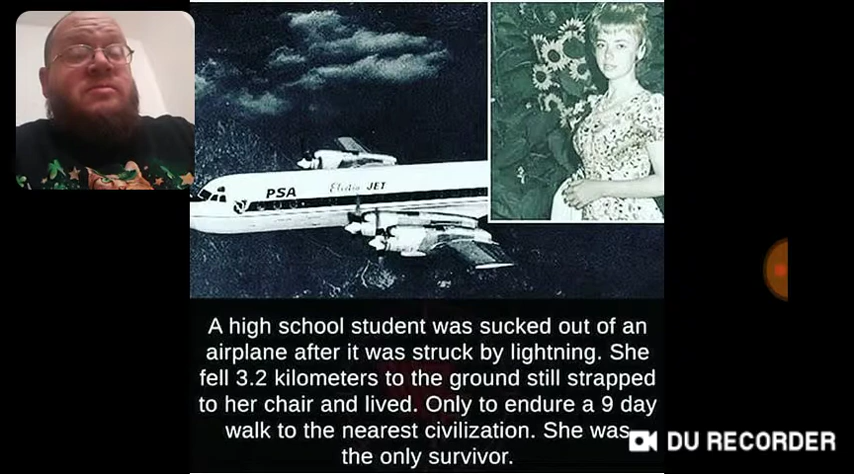 PSA Electra JET
A high school student was sucked out of an
airplane after it was struck by lightning. She
fell 3.2 kilometers to the ground still strapped
to her chair and lived. Only to endure a 9 day
walk to the nearest civilization. She was
the only survivor.
DU RECORDER